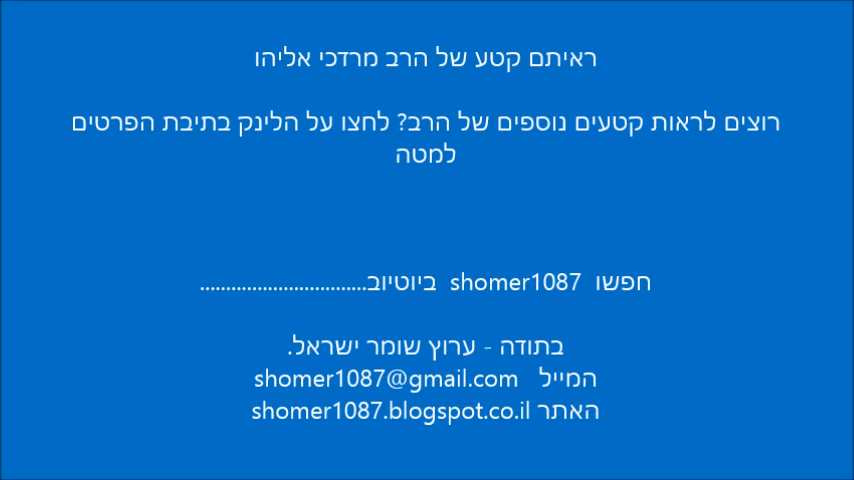 ראיתם קטע של הרב מרדכי אליהו
רוצים לראות קטעים נוספים של הרב? לחצו על הלינק בתיבת הפרטים
למטה
חפשו shomer1087 ביוטיוב................................
בתודה - ערוץ שומר ישראל.
המייל shomer1087@gmail.com
האתר shomer1087.blogspot.co.il